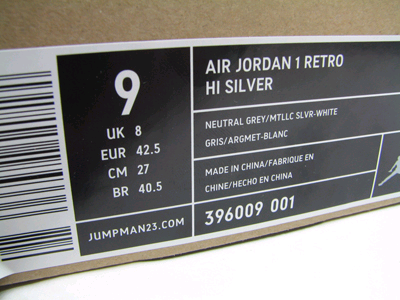 9
UK 8
EUR 42.5
CM 27
BR 40.5
JUMPMAN23.COM
AIR JORDAN 1 RETRO
HI SILVER
NEUTRAL GREY/MTLLC SLVR-WHITE
GRIS/ARGMET-BLANC
MADE IN CHINA/FABRIQUE EN
CHINE/HECHO EN CHINA
396009 001